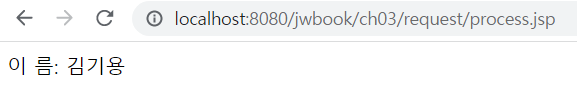 localhost:8080/jwbook/ch03/request/process.jsp
이 름: 김기용